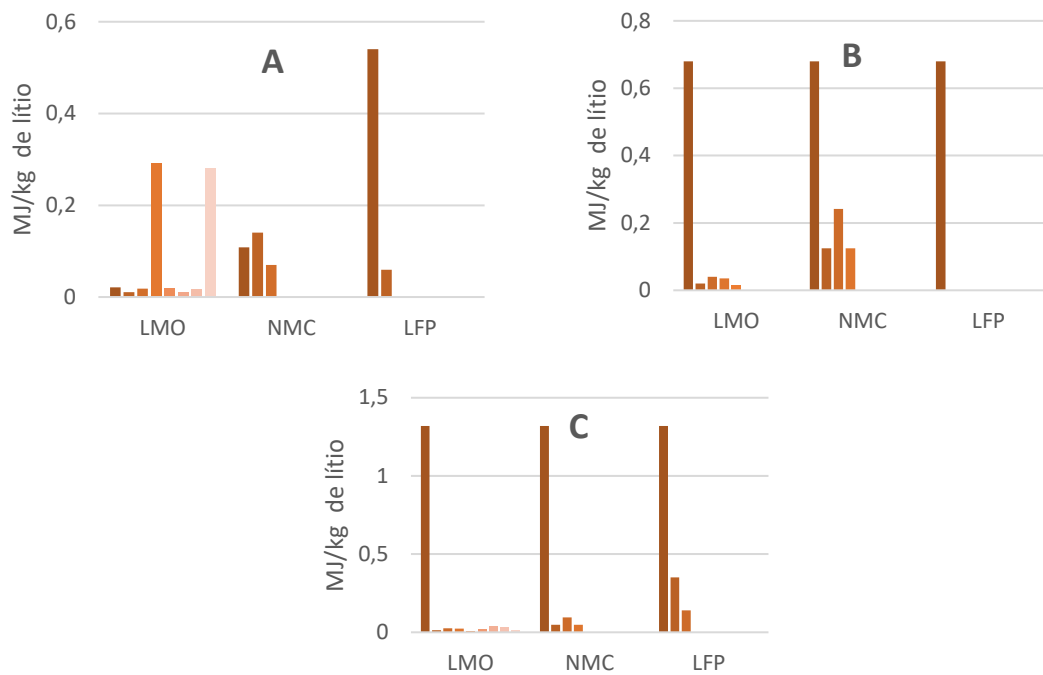 A
MJ/kg de lítio
0,6
0,4
0,2
0
LMO NMC LFP
B
MJ/kg de lítio
0,8
0,6
0,4
0,2
0
LMO NMC LFP
C
MJ/kg de lítio
1,5
1
0,5
0
LMO NMC LFP